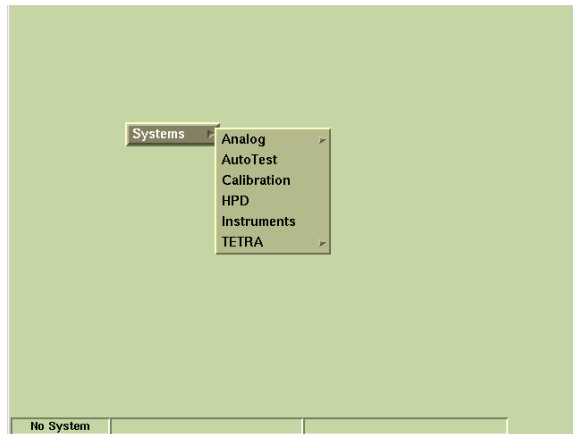 Systems
Analog
AutoTest
Calibration
HPD
Instruments
TETRA
No System